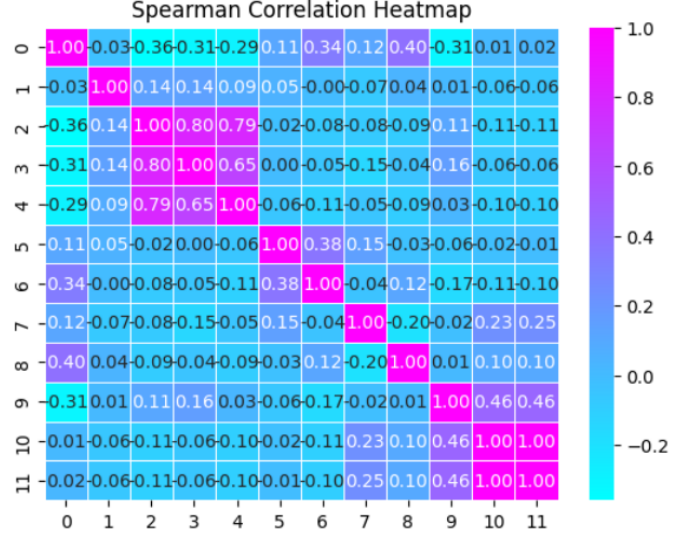 Spearman Correlation Heatmap
0 1.00 -0.03 -0.36 -0.31 -0.29 0.11 0.34 0.12 0.40 -0.31 0.01 0.02
1 -0.03 1.00 0.14 0.14 0.09 0.05 -0.00 -0.07 0.04 0.01 -0.06 -0.06
2 -0.36 0.14 1.00 0.80 0.79 -0.02 -0.08 -0.08 -0.09 0.11 -0.11 -0.11
3 -0.31 0.14 0.80 1.00 0.65 0.00 -0.05 -0.15 -0.04 0.16 -0.06 -0.06
4 -0.29 0.09 0.79 0.65 1.00 -0.06 -0.11 -0.05 -0.09 0.03 -0.10 -0.10
5 0.11 0.05 -0.02 0.00 -0.06 1.00 0.38 0.15 -0.03 -0.06 -0.02 -0.01
6 0.34 -0.00 -0.08 -0.05 -0.11 0.38 1.00 -0.04 0.12 -0.17 -0.11 -0.10
7 0.12 -0.07 -0.08 -0.15 -0.05 0.15 -0.04 1.00 -0.20 -0.02 0.23 0.25
8 0.40 0.04 -0.09 -0.04 -0.09 -0.03 0.12 -0.20 1.00 0.01 0.10 0.10
9 -0.31 0.01 0.11 0.16 0.03 -0.06 -0.17 -0.02 0.01 1.00 0.46 0.46
10 0.01 -0.06 -0.11 -0.06 -0.10 -0.02 -0.11 0.23 0.10 0.46 1.00 1.00
11 0.02 -0.06 -0.11 -0.06 -0.10 -0.01 -0.10 0.25 0.10 0.46 1.00 1.00
0 1 2 3 4 5 6 7 8 9 10 11
1.0
0.8
0.6
0.4
0.2
0.0
−0.2